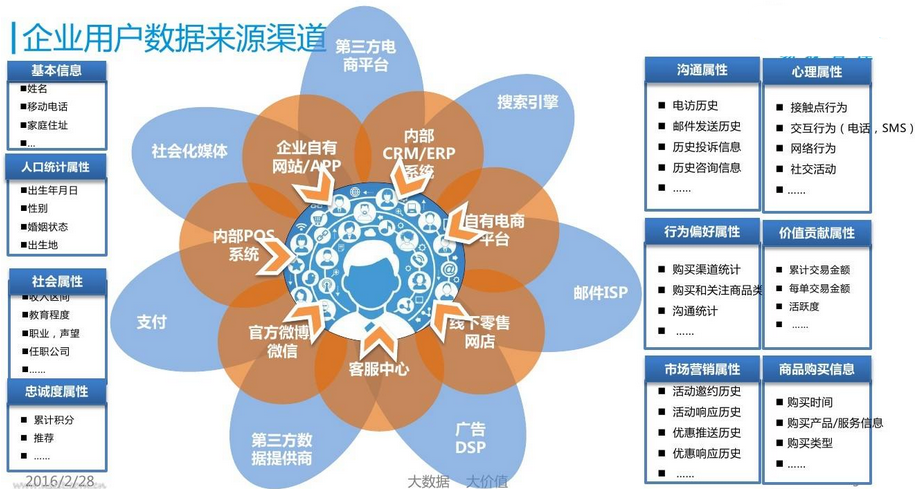 企业用户数据来源渠道
基本信息
■姓名
■移动电话
■家庭住址
■...
人口统计属性
■出生年月日
■性别
■婚姻状态
■出生地
社会属性
■收入区间
■教育程度
■职业，声望
■任职公司
■......
忠诚度属性
■ 累计积分
■ 推荐
■ ......
2016/2/28
第三方电
商平台
搜索引擎
社会化媒体
企业自有
网站/APP
内部
CRM/ERP
系统
内部POS
系统
自有电商
平台
邮件ISP
支付
官方微博
微信
客服中心
线下零售
网店
第三方数
据提供商
广告
DSP
大数据 大价值
沟通属性
■ 电访历史
■ 邮件发送历史
■ 历史投诉信息
■ 历史咨询信息
■ ......
心理属性
■ 接触点行为
■ 交互行为（电话，SMS）
■ 网络行为
■ 社交活动
■ ......
行为偏好属性
■ 购买渠道统计
■ 购买和关注商品类
■ 沟通统计
■ ......
价值贡献属性
■ 累计交易金额
■ 每单交易金额
■ 活跃度
■ ......
市场营销属性
■ 活动邀约历史
■ 活动响应历史
■ 优惠推送历史
■ 优惠响应历史
■ ......
商品购买信息
■ 购买时间
■ 购买产品/服务信息
■ 购买类型
■ ......